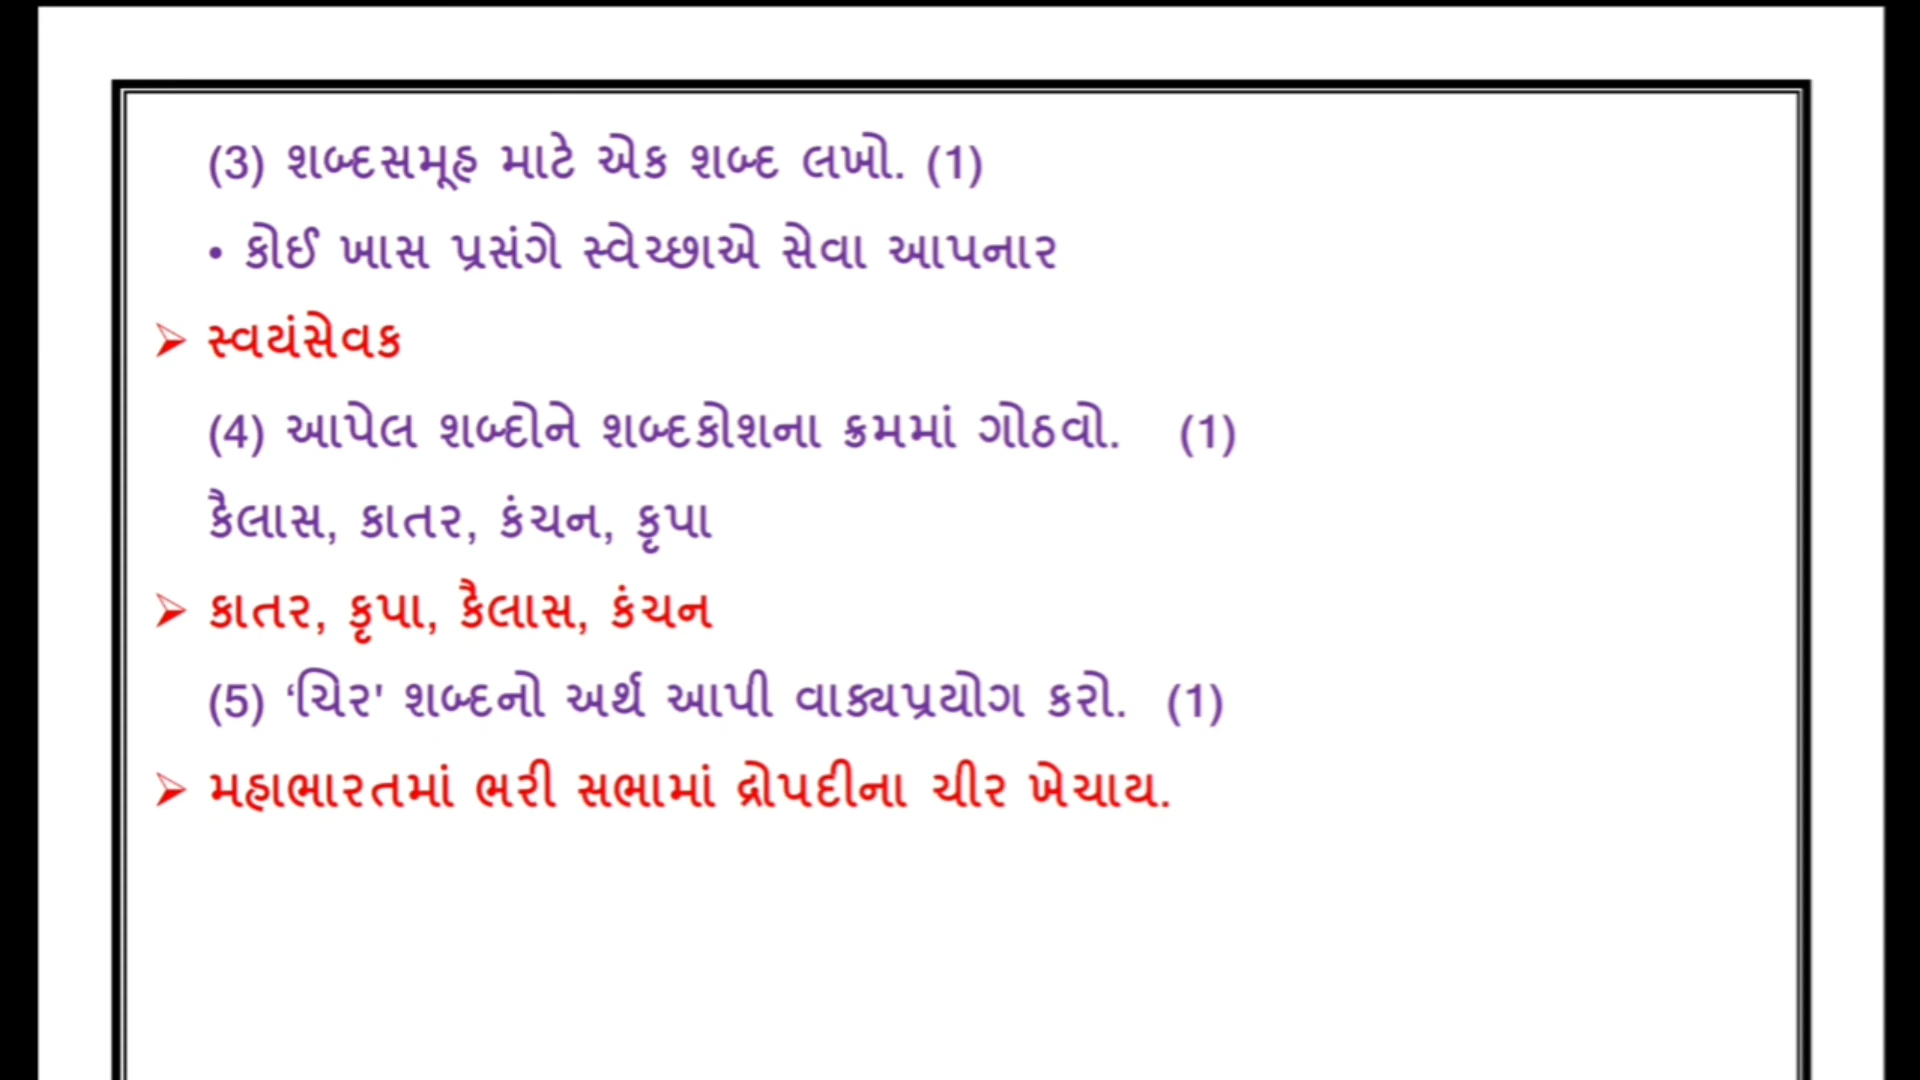 (3) શબ્દસમૂહ માટે એક શબ્દ લખો. (1)
• કોઈ ખાસ પ્રસંગે સ્વેચ્છાએ સેવા આપનાર
➢ સ્વયંસેવક
(4) આપેલ શબ્દોને શબ્દકોશના ક્રમમાં ગોઠવો. (1)
કૈલાસ, કાતર, કંચન, કૃપા
➢ કાતર, કૃપા, કૈલાસ, કંચન
(5) ‘ચિર' શબ્દનો અર્થ આપી વાક્યપ્રયોગ કરો. (1)
➢ મહાભારતમાં ભરી સભામાં દ્રોપદીના ચીર ખેચાય.